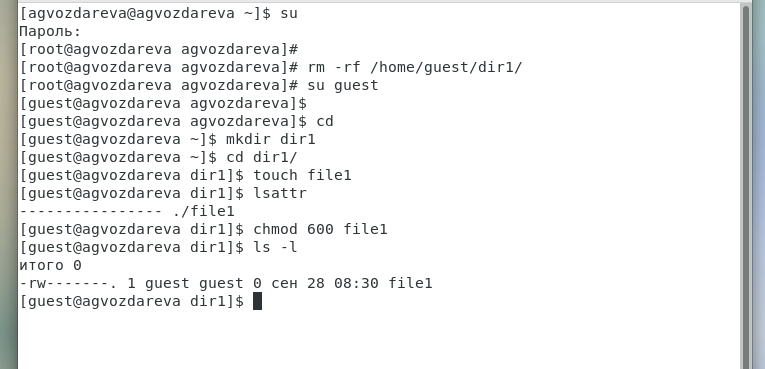 [agvozdareva@agvozdareva ~]$ su
Пароль:
[root@agvozdareva agvozdareva]#
[root@agvozdareva agvozdareva]# rm -rf /home/guest/dir1/
[root@agvozdareva agvozdareva]# su guest
[guest@agvozdareva agvozdareva]$
[guest@agvozdareva agvozdareva]$ cd
[guest@agvozdareva ~]$ mkdir dir1
[guest@agvozdareva ~]$ cd dir1/
[guest@agvozdareva dir1]$ touch file1
[guest@agvozdareva dir1]$ lsattr
---------------- ./file1
[guest@agvozdareva dir1]$ chmod 600 file1
[guest@agvozdareva dir1]$ ls -l
итого 0
-rw-------. 1 guest guest 0 сен 28 08:30 file1
[guest@agvozdareva dir1]$